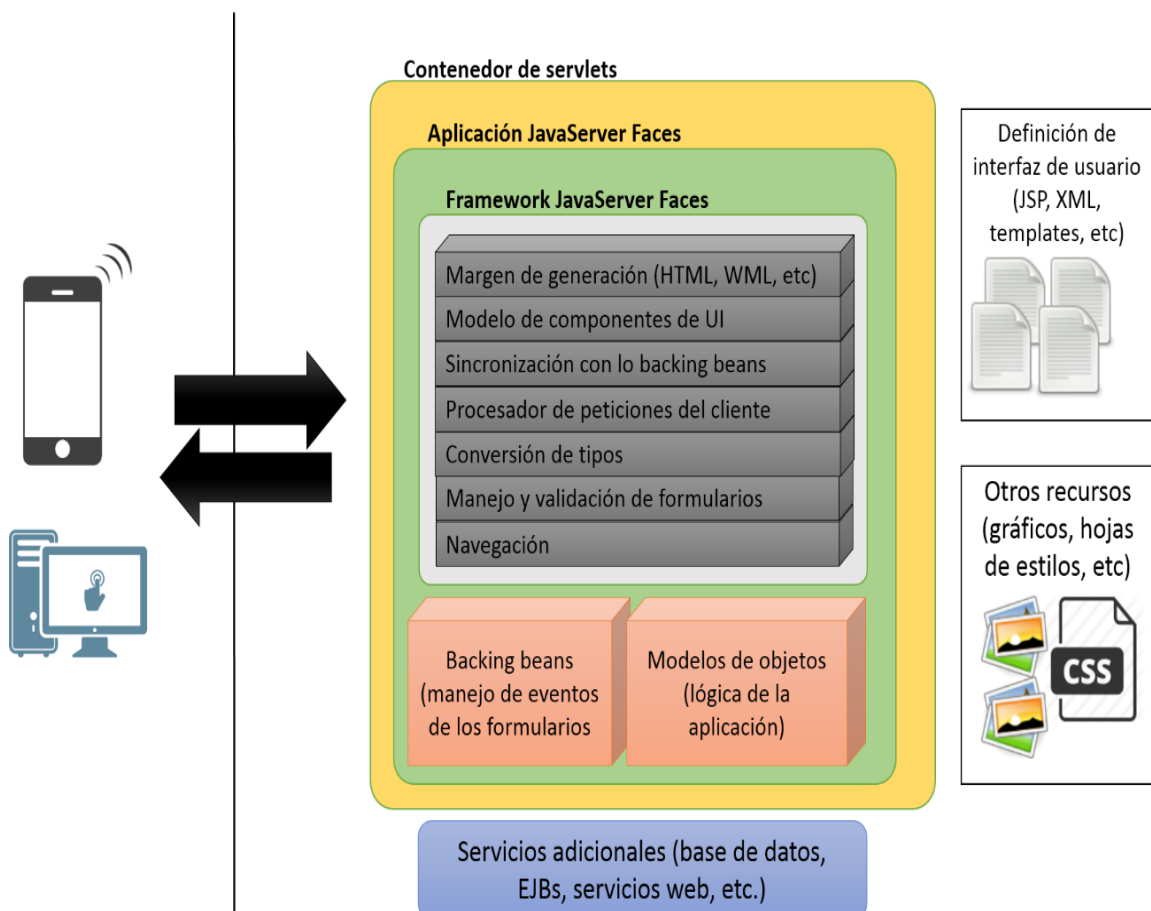 Contenedor de servlets
Aplicación JavaServer Faces
Framework JavaServer Faces
Margen de generación (HTML, WML, etc)
Modelo de componentes de UI
Sincronización con lo backing beans
Procesador de peticiones del cliente
Conversión de tipos
Manejo y validación de formularios
Navegación
Backing beans
(manejo de eventos
de los formularios
Modelos de objetos
(lógica de la
aplicación)
Servicios adicionales (base de datos,
EJBs, servicios web, etc.)
Definición de
interfaz de usuario
(JSP, XML,
templates, etc)
Otros recursos
(gráficos, hojas
de estilos, etc)
CSS